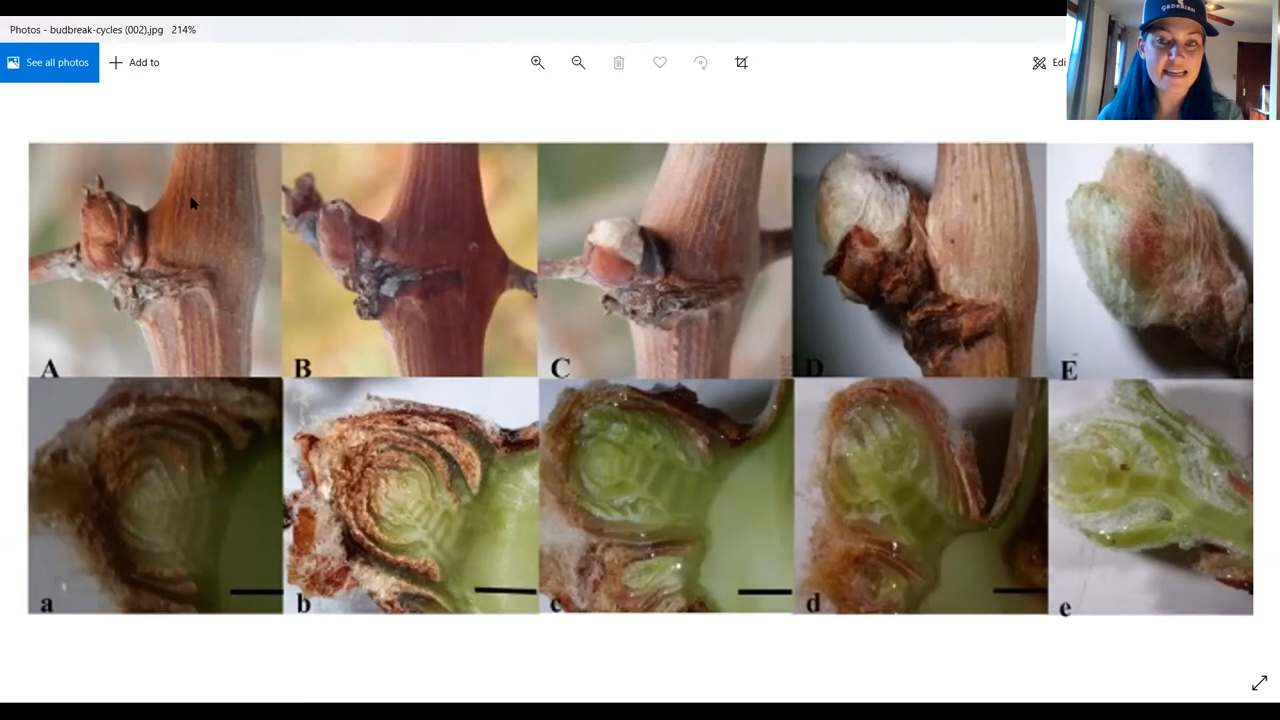 Photos - budbreak-cycles (002).jpg 214%
See all photos
Add to
Edi
A B C D E
a b c d e